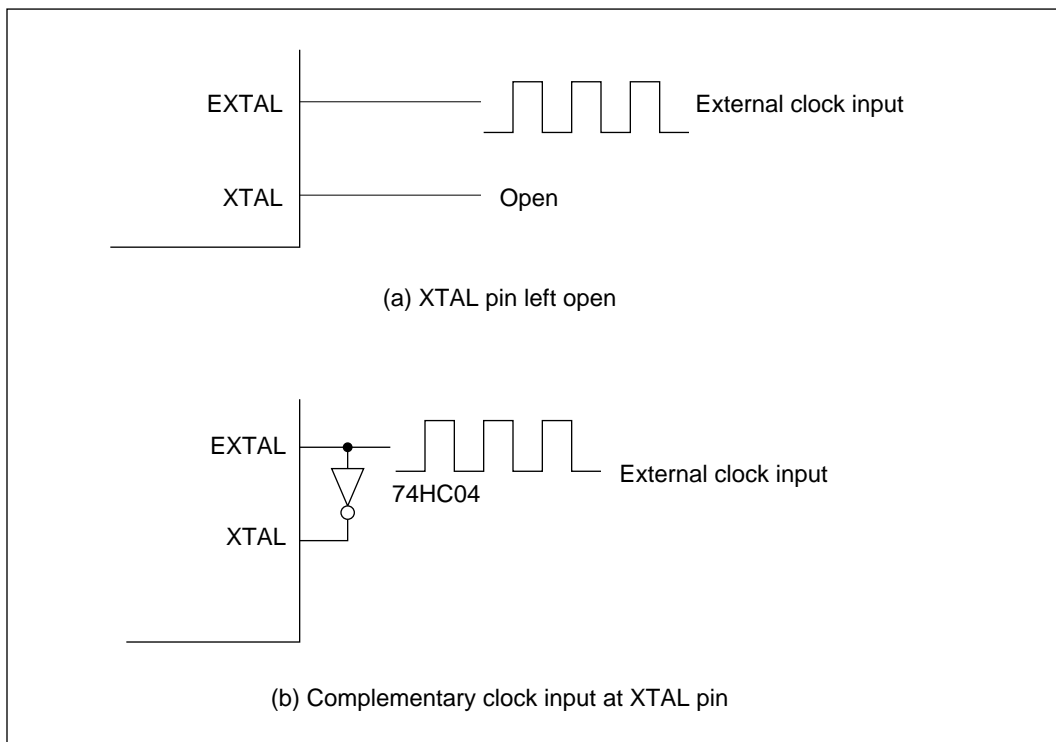 EXTAL
External clock input
XTAL
Open
(a) XTAL pin left open
EXTAL
74HC04
External clock input
XTAL
(b) Complementary clock input at XTAL pin